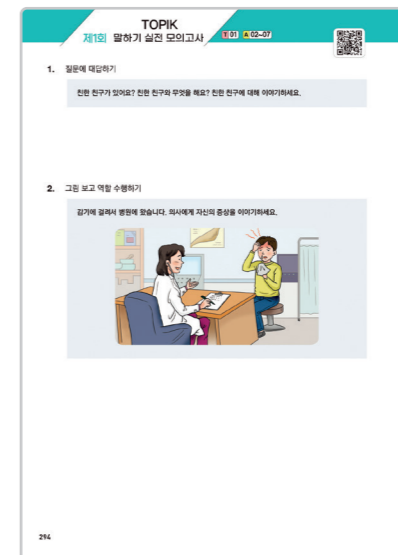 TOPIK
제1회 말하기 실전 모의고사
T 01 A 02~07
1. 질문에 대답하기
친한 친구가 있어요? 친한 친구와 무엇을 해요? 친한 친구에 대해 이야기하세요.
2. 그림 보고 역할 수행하기
감기에 걸려서 병원에 왔습니다. 의사에게 자신의 증상을 이야기하세요.
294